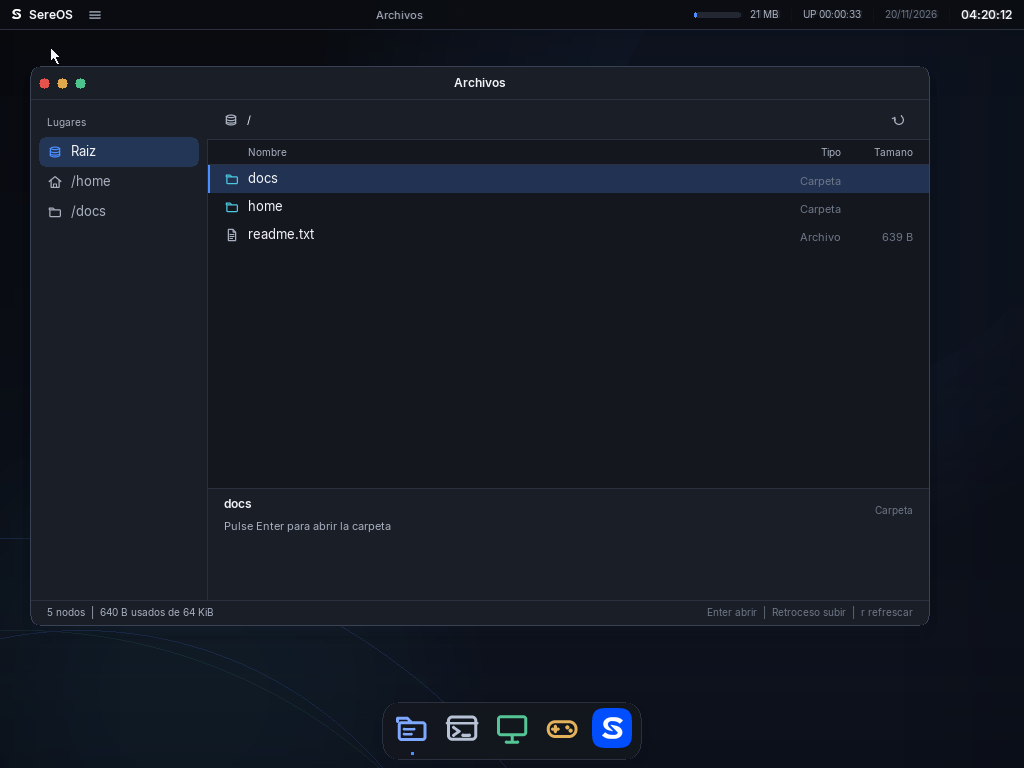 SereOS Archivos 21 MB UP 00:00:33 20/11/2026 04:20:12
Archivos
Lugares
Raiz
/home
/docs
/
Nombre Tipo Tamano
docs Carpeta
home Carpeta
readme.txt Archivo 639 B
docs Carpeta
Pulse Enter para abrir la carpeta
5 nodos | 640 B usados de 64 KiB Enter abrir | Retroceso subir | r refrescar